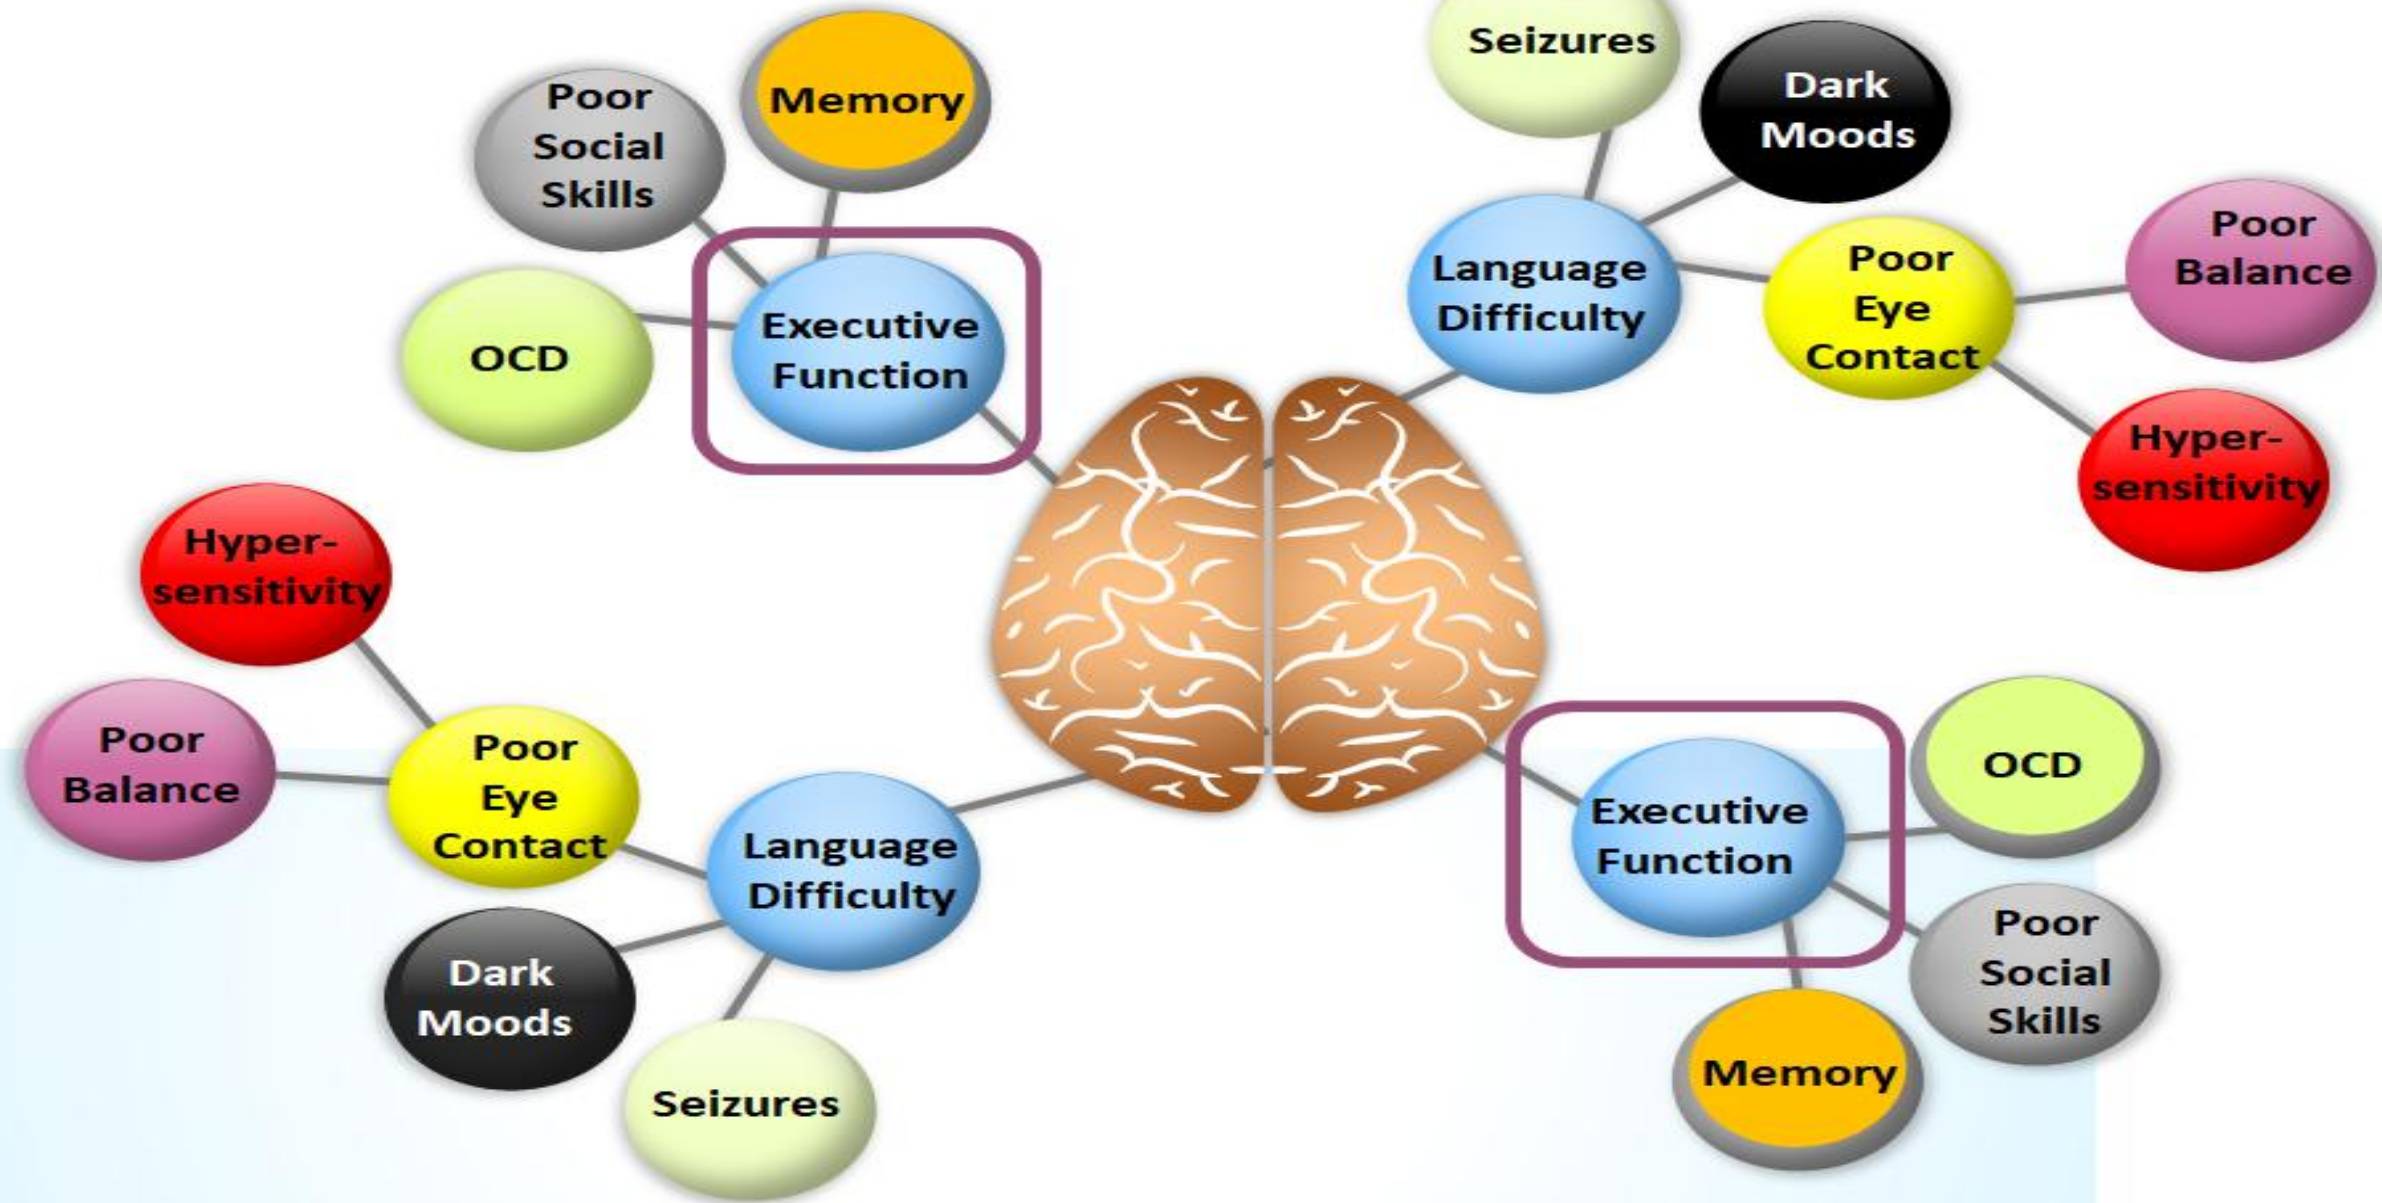 Poor
Social
Skills
Memory
OCD
Executive
Function
Seizures
Dark
Moods
Language
Difficulty
Poor
Eye
Contact
Poor
Balance
Hyper-
sensitivity
Hyper-
sensitivity
Poor
Balance
Poor
Eye
Contact
Language
Difficulty
Dark
Moods
Seizures
Executive
Function
OCD
Poor
Social
Skills
Memory